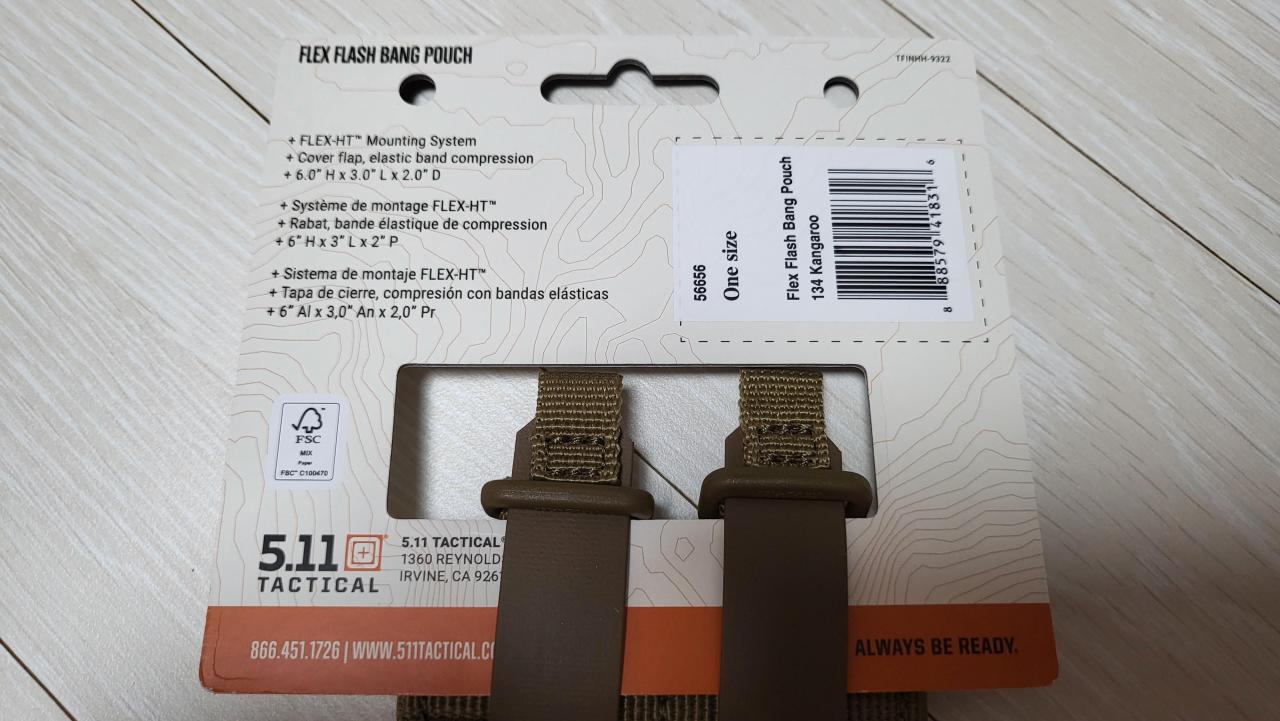 FLEX FLASH BANG POUCH
TFINHH-9322
+ FLEX-HT™ Mounting System
+ Cover flap, elastic band compression
+ 6.0” H x 3.0” L x 2.0” D
+ Système de montage FLEX-HT™
+ Rabat, bande élastique de compression
+ 6” H x 3” L x 2” P
+ Sistema de montaje FLEX-HT™
+ Tapa de cierre, compresión con bandas elásticas
+ 6” Al x 3,0” An x 2,0” Pr
56656
One size
Flex Flash Bang Pouch
134 Kangaroo
8 88579 41831 6
FSC
MIX
Paper
FSC™ C100470
5.11
TACTICAL
5.11 TACTICAL®
1360 REYNOLD
IRVINE, CA 926
866.451.1726 | WWW.511TACTICAL.CO
ALWAYS BE READY.